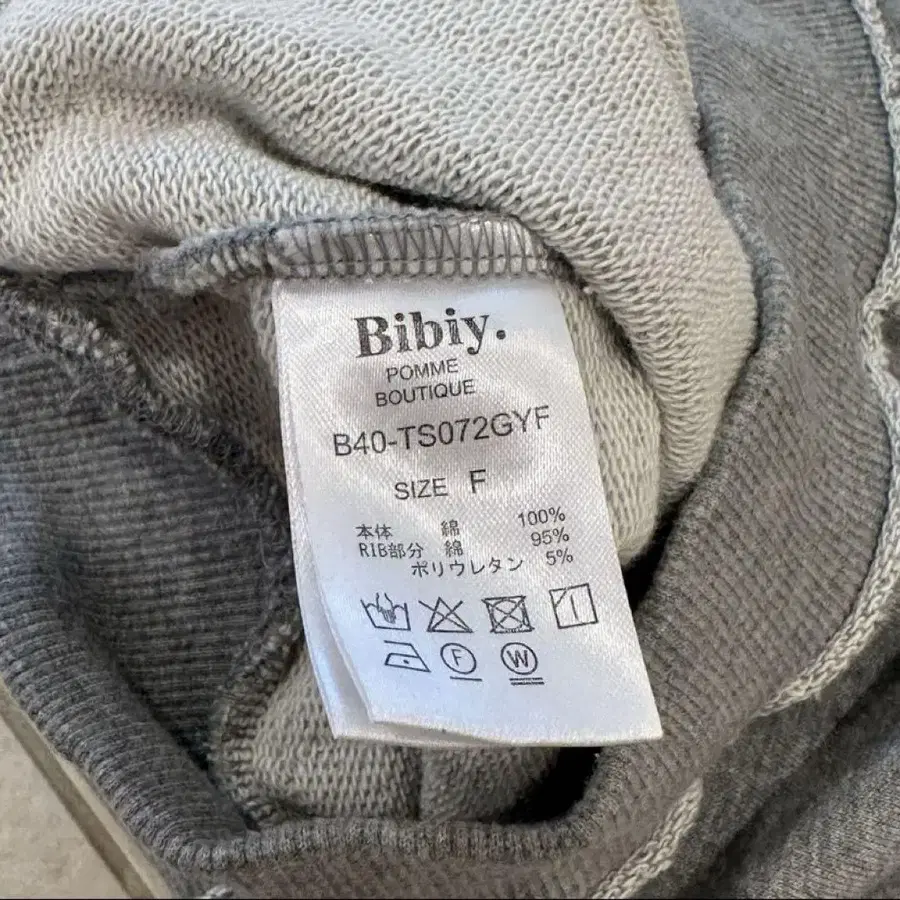 Bibiy.
POMME
BOUTIQUE
B40-TS072GYF
SIZE F
本体 綿 100%
RIB部分 綿 95%
ポリウレタン 5%
F W